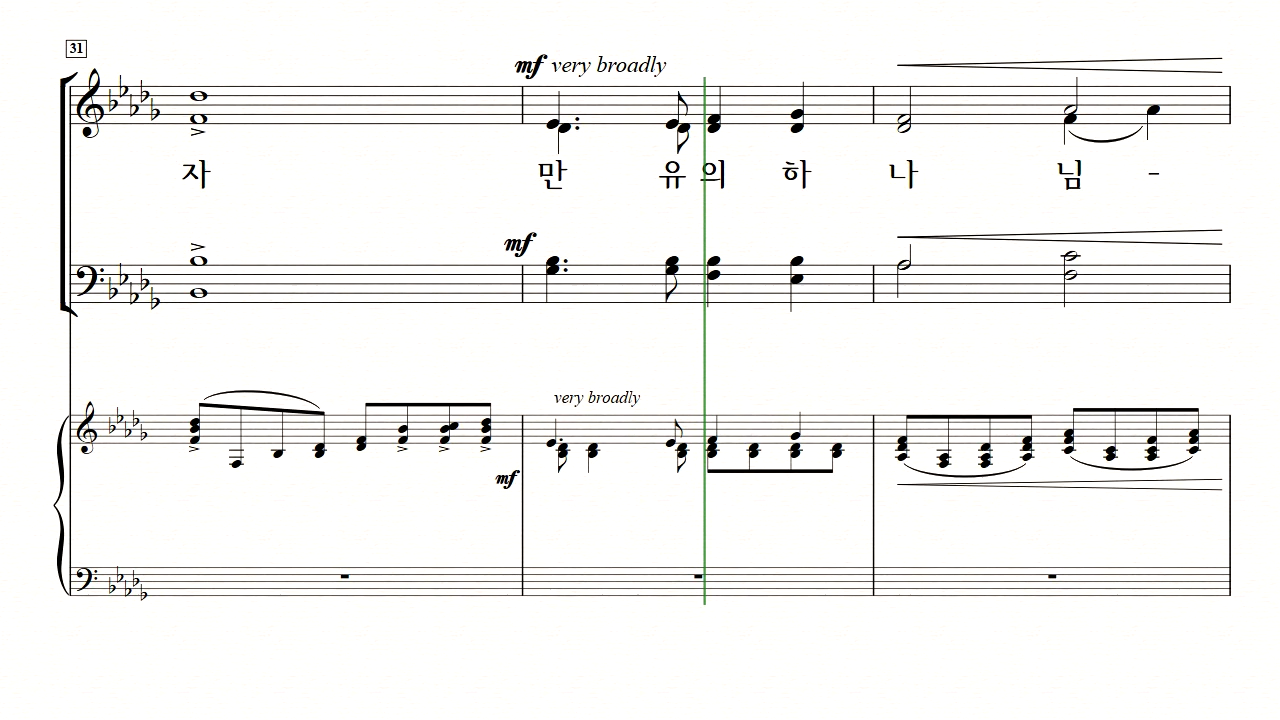 31
mf very broadly
자 만 유 의 하 나 님 -
mf
very broadly
mf